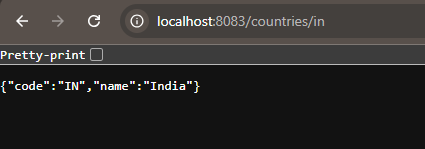 localhost:8083/countries/in
Pretty-print
{"code":"IN","name":"India"}